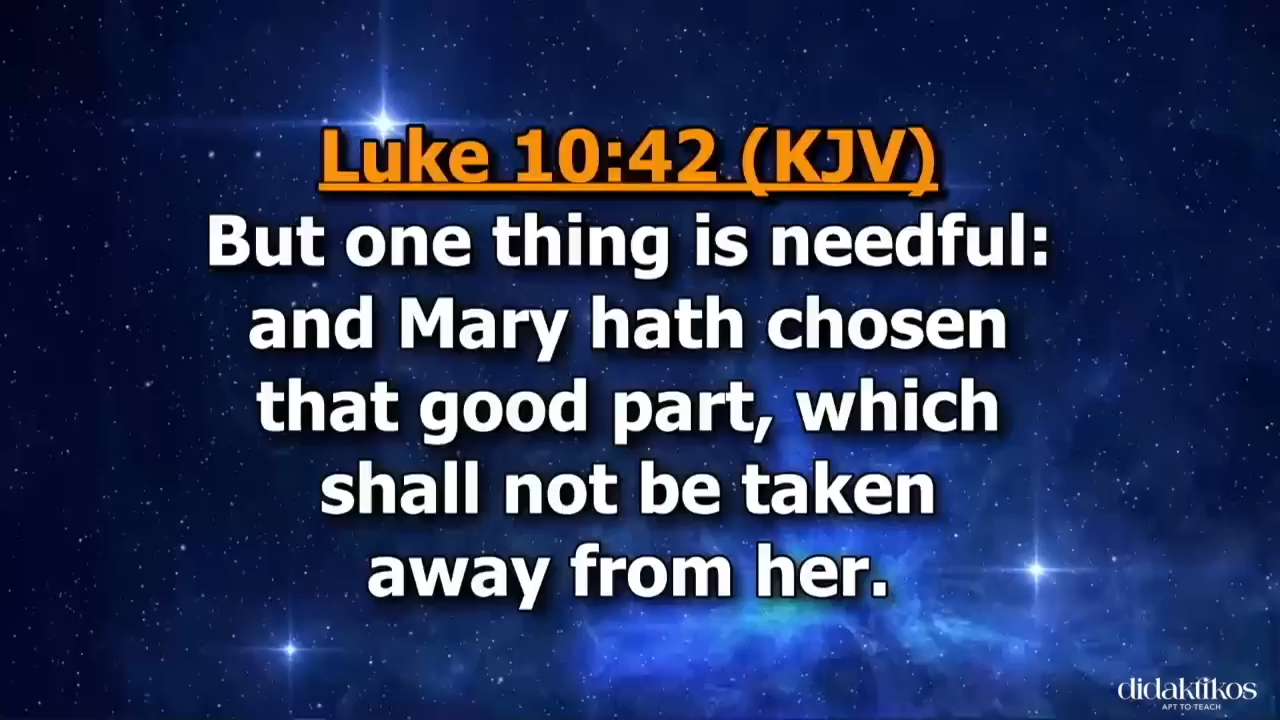 Luke 10:42 (KJV)
But one thing is needful:
and Mary hath chosen
that good part, which
shall not be taken
away from her.
didaktikos
APT TO TEACH